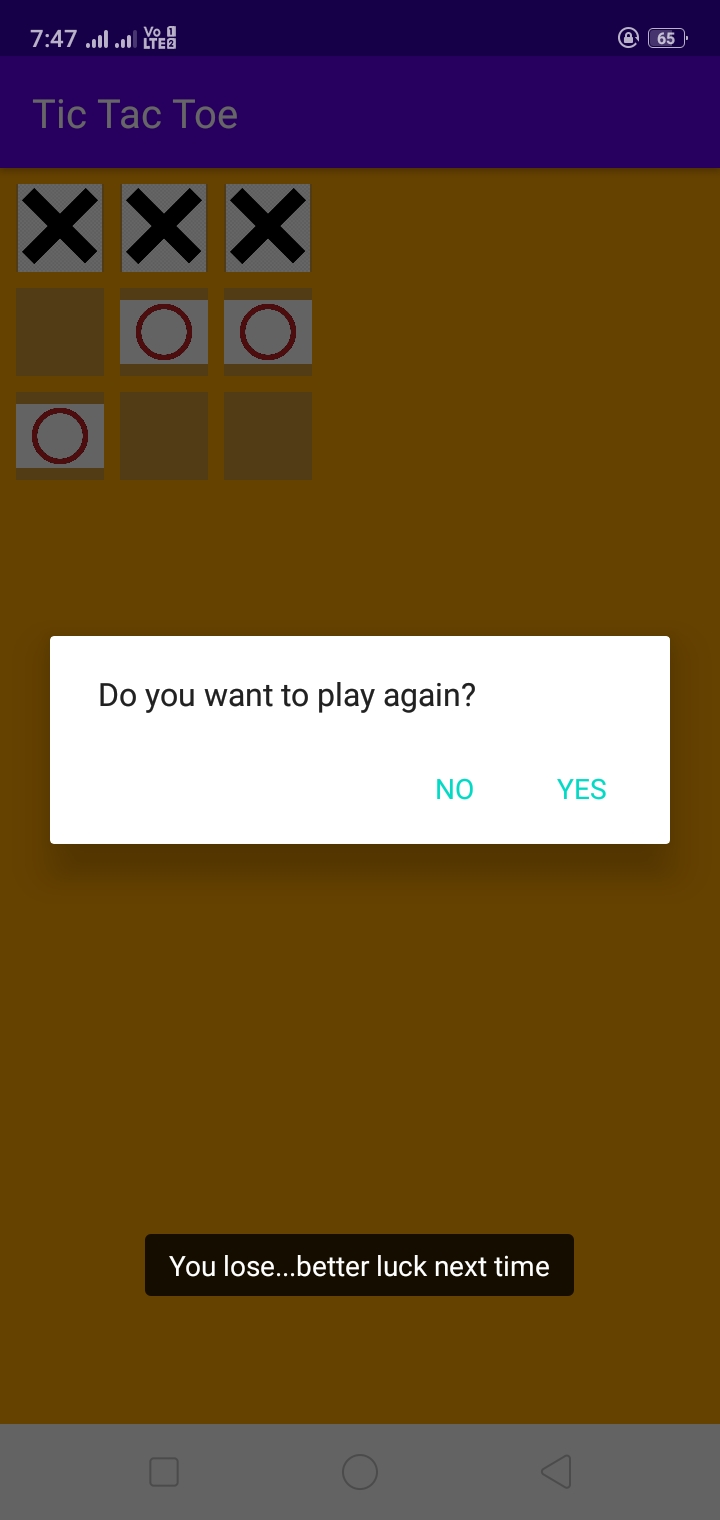 7:47 Vo 1 LTE 2 65
Tic Tac Toe
Do you want to play again?
NO YES
You lose...better luck next time